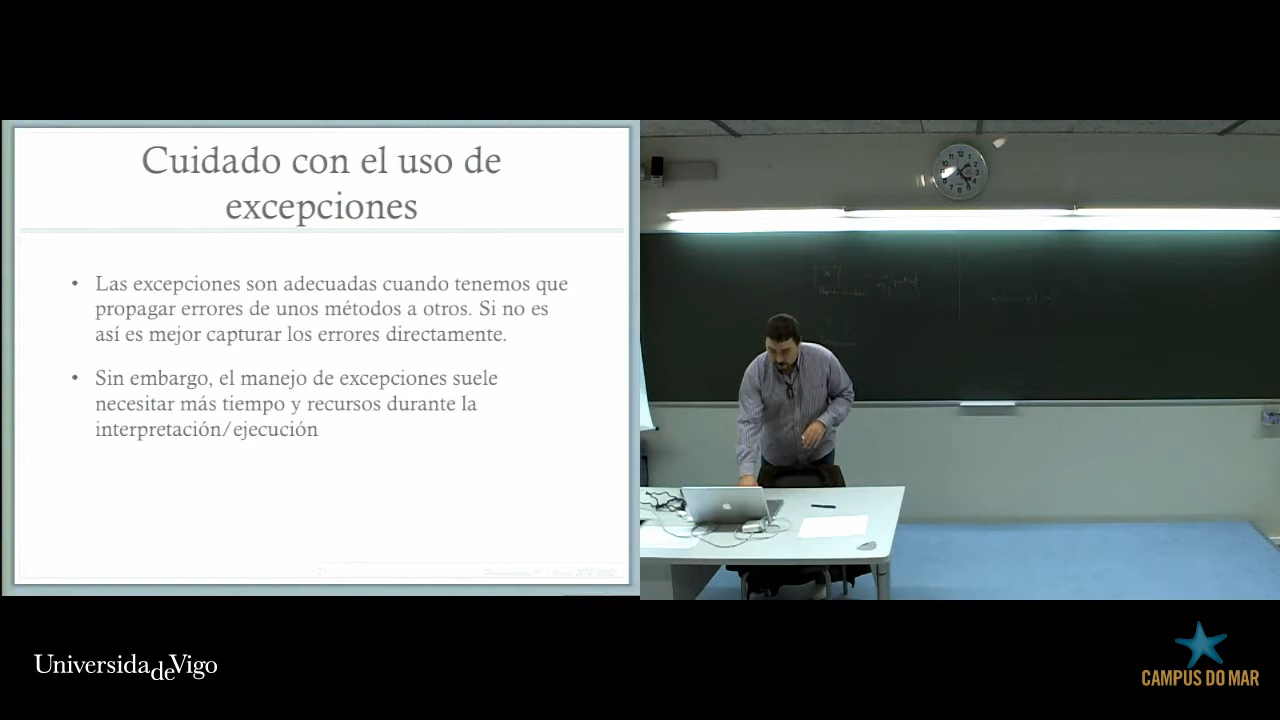 Cuidado con el uso de
excepciones
• Las excepciones son adecuadas cuando tenemos que
propagar errores de unos métodos a otros. Si no es
así es mejor capturar los errores directamente.
• Sin embargo, el manejo de excepciones suele
necesitar más tiempo y recursos durante la
interpretación/ejecución
UniversidadeVigo
CAMPUS DO MAR